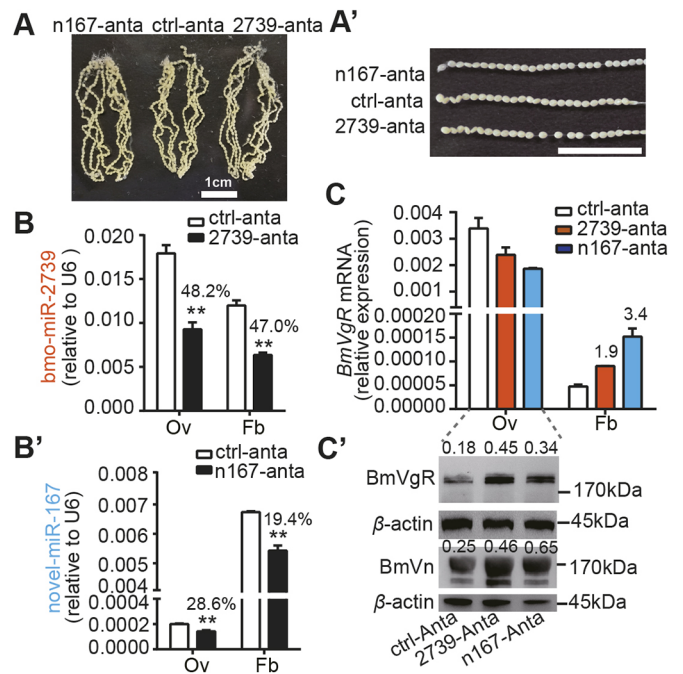 A
n167-anta ctrl-anta 2739-anta
1cm
A′
n167-anta
ctrl-anta
2739-anta
B
ctrl-anta
2739-anta
bmo-miR-2739
(relative to U6 )
0.020
0.015
0.010
0.005
0.000
48.2%
**
47.0%
**
Ov Fb
B′
ctrl-anta
n167-anta
novel-miR-167
(relative to U6)
0.008
0.007
0.006
0.005
0.004
0.0004
0.0002
0.0000
28.6%
**
19.4%
**
Ov Fb
C
ctrl-anta
2739-anta
n167-anta
BmVgR mRNA
(relative expression)
0.004
0.003
0.002
0.001
0.00020
0.00015
0.00010
0.00005
0.00000
1.9
3.4
Ov Fb
C′
0.18 0.45 0.34
BmVgR
170kDa
β-actin
45kDa
0.25 0.46 0.65
BmVn
170kDa
β-actin
45kDa
ctrl-Anta
2739-Anta
n167-Anta